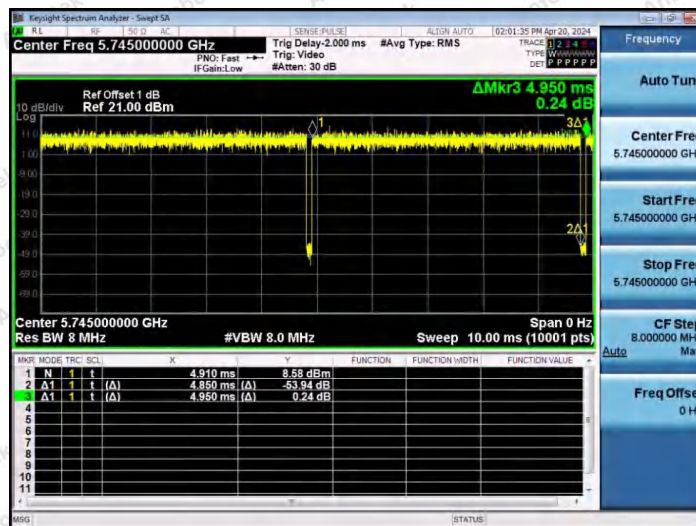 Keysight Spectrum Analyzer - Swept SA
RL RF 50 Ω AC SENSE:PULSE ALIGN AUTO 02:01:35 PM Apr 20, 2024
Center Freq 5.745000000 GHz
PNO: Fast
IFGain:Low
Trig Delay-2.000 ms
Trig: Video
#Atten: 30 dB
#Avg Type: RMS
TRACE 1 2 3 4 5 6
TYPE WWWWWW
DET P P P P P P
Ref Offset 1 dB
Ref 21.00 dBm
10 dB/div
Log
ΔMkr3 4.950 ms
0.24 dB
11.0
1.00
-9.00
-19.0
-29.0
-39.0
-49.0
-59.0
-69.0
1
3Δ1
2Δ1
Center 5.745000000 GHz
Res BW 8 MHz
#VBW 8.0 MHz
Span 0 Hz
Sweep 10.00 ms (10001 pts)
MKR MODE TRC SCL X Y FUNCTION FUNCTION WIDTH FUNCTION VALUE
1 N 1 t 4.910 ms 8.58 dBm
2 Δ1 1 t (Δ) 4.850 ms (Δ) -53.94 dB
3 Δ1 1 t (Δ) 4.950 ms (Δ) 0.24 dB
4
5
6
7
8
9
10
11
MSG STATUS
Frequency
Auto Tun
Center Fre
5.745000000 GH
Start Fre
5.745000000 GH
Stop Fre
5.745000000 GH
CF Ste
8.000000 MH
Auto Ma
Freq Offse
0 H